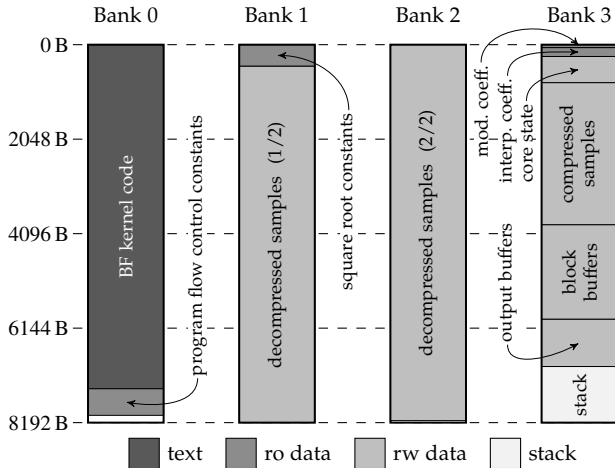 Bank 0
Bank 1
Bank 2
Bank 3
0 B
2048 B
4096 B
6144 B
8192 B
BF kernel code
program flow control constants
decompressed samples (1/2)
square root constants
decompressed samples (2/2)
mod. coeff.
interp. coeff.
core state
output buffers
compressed
samples
block
buffers
stack
text
ro data
rw data
stack